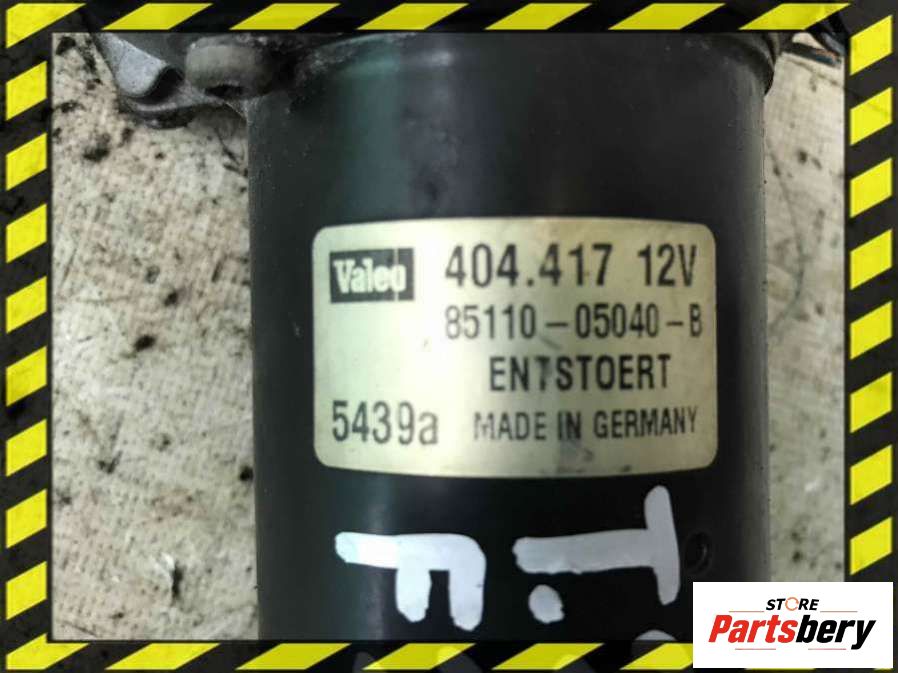 Valeo 404.417 12V
85110-05040-B
ENTSTOERT
5439a MADE IN GERMANY
STORE
Partsbery